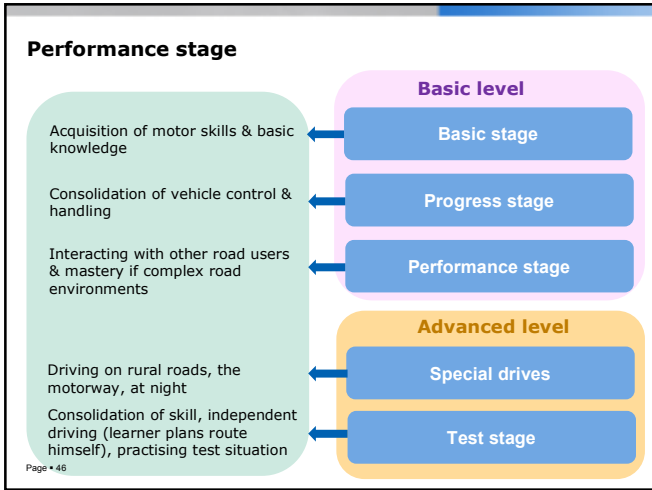 Performance stage
Basic level
Acquisition of motor skills & basic
knowledge
Basic stage
Consolidation of vehicle control &
handling
Progress stage
Interacting with other road users
& mastery if complex road
environments
Performance stage
Advanced level
Driving on rural roads, the
motorway, at night
Special drives
Consolidation of skill, independent
driving (learner plans route
himself), practising test situation
Test stage
Page ▪ 46